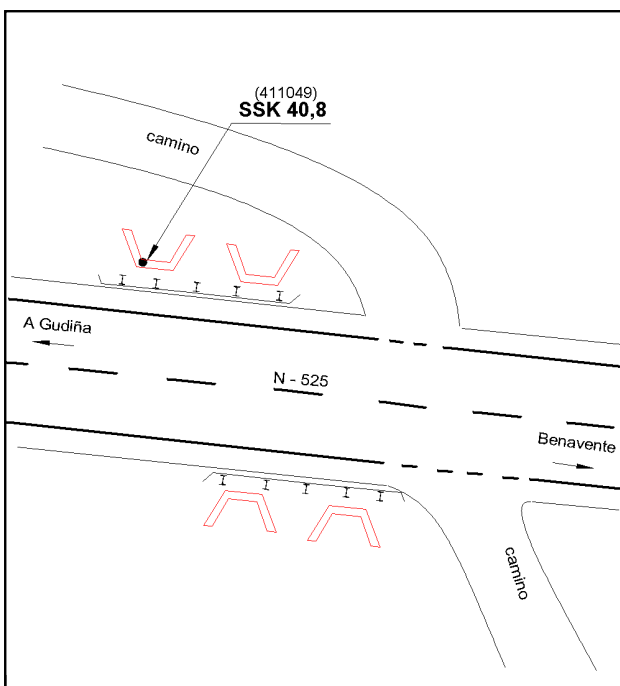 (411049)
SSK 40,8
camino
A Gudiña
N - 525
Benavente
camino